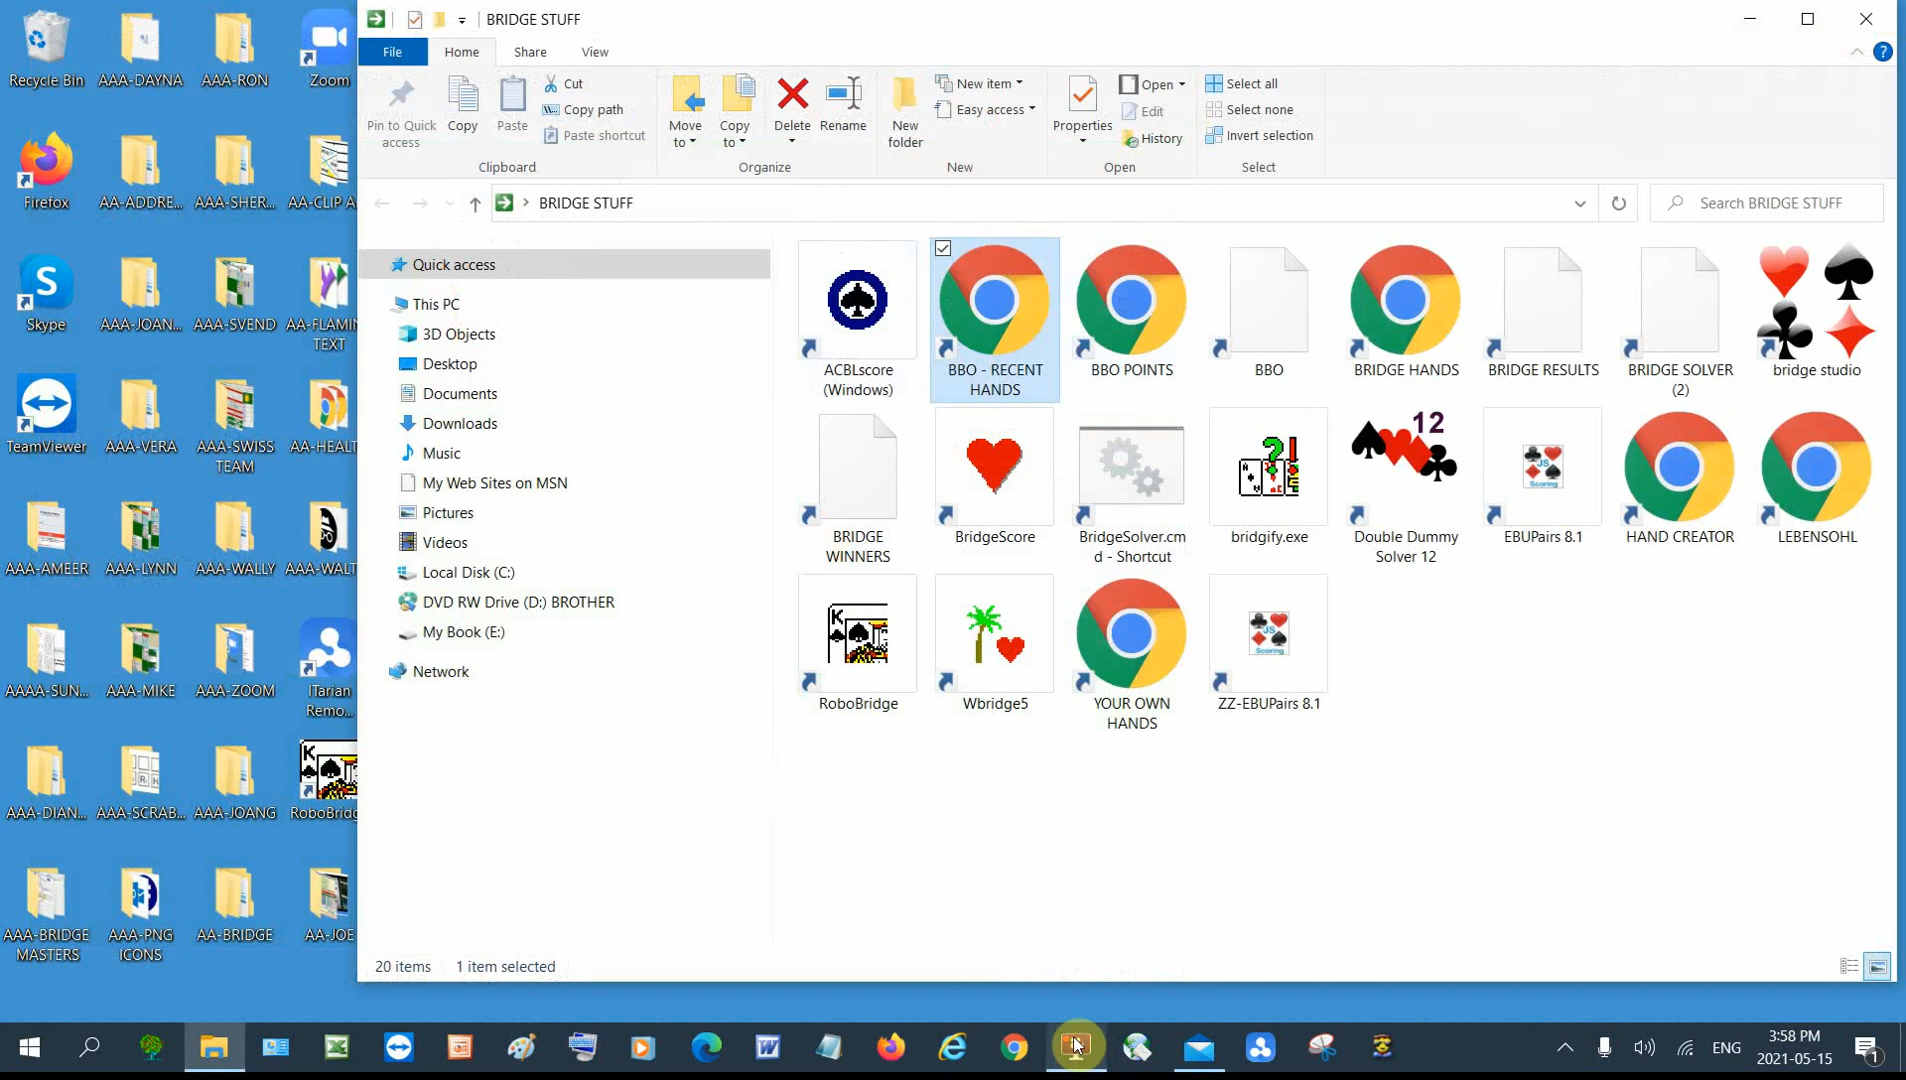 BRIDGE STUFF
File
Home
Share
View
Pin to Quick
access
Copy
Paste
Cut
Copy path
Paste shortcut
Clipboard
Move
to
Copy
to
Delete
Rename
Organize
New
folder
New item
Easy access
New
Properties
Open
Edit
History
Open
Select all
Select none
Invert selection
Select
BRIDGE STUFF
Search BRIDGE STUFF
Quick access
This PC
3D Objects
Desktop
Documents
Downloads
Music
My Web Sites on MSN
Pictures
Videos
Local Disk (C:)
DVD RW Drive (D:) BROTHER
My Book (E:)
Network
ACBLscore
(Windows)
BBO - RECENT
HANDS
BBO POINTS
BBO
BRIDGE HANDS
BRIDGE RESULTS
BRIDGE SOLVER
(2)
bridge studio
BRIDGE
WINNERS
BridgeScore
BridgeSolver.cm
d - Shortcut
bridgify.exe
12
Double Dummy
Solver 12
JS
Scoring
EBUPairs 8.1
HAND CREATOR
LEBENSOHL
RoboBridge
Wbridge5
YOUR OWN
HANDS
JS
Scoring
ZZ-EBUPairs 8.1
20 items
1 item selected
Recycle Bin
AAA-DAYNA
AAA-RON
Zoom
Firefox
AA-ADDRE...
AAA-SHER...
AA-CLIP A
Skype
AAA-JOAN...
AAA-SVEND
AA-FLAMIN
TEXT
TeamViewer
AAA-VERA
AAA-SWISS
TEAM
AA-HEALT
AAA-AMEER
AAA-LYNN
AAA-WALLY
AAA-WALT
AAAA-SUN...
AAA-MIKE
AAA-ZOOM
ITarian
Remo...
AAA-DIAN...
AAA-SCRAB...
AAA-JOANG
RoboBridg
AAA-BRIDGE
MASTERS
AAA-PNG
ICONS
AA-BRIDGE
AA-JOE
ENG
3:58 PM
2021-05-15
1